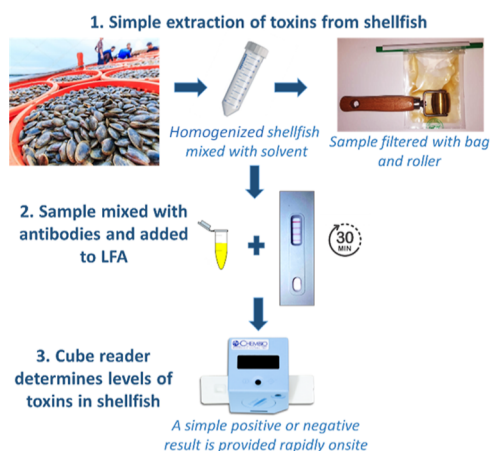 1. Simple extraction of toxins from shellfish
Homogenized shellfish
mixed with solvent
Sample filtered with bag
and roller
2. Sample mixed with
antibodies and added
to LFA
30
MIN
3. Cube reader
determines levels of
toxins in shellfish
CHEMBIO
A simple positive or negative
result is provided rapidly onsite